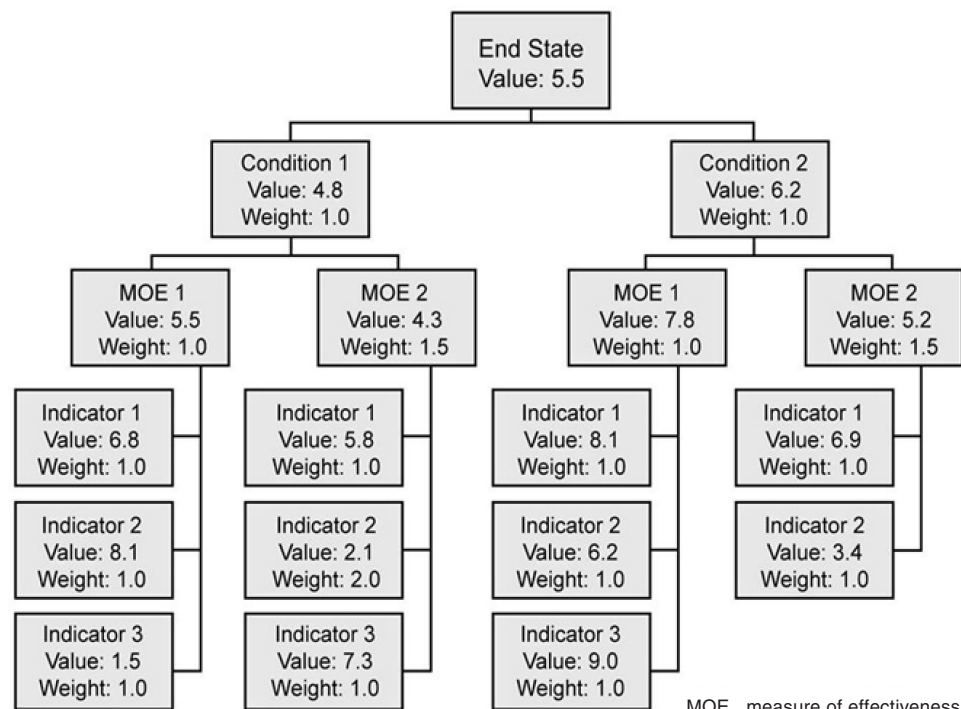 End State
Value: 5.5
Condition 1
Value: 4.8
Weight: 1.0
Condition 2
Value: 6.2
Weight: 1.0
MOE 1
Value: 5.5
Weight: 1.0
MOE 2
Value: 4.3
Weight: 1.5
MOE 1
Value: 7.8
Weight: 1.0
MOE 2
Value: 5.2
Weight: 1.5
Indicator 1
Value: 6.8
Weight: 1.0
Indicator 2
Value: 8.1
Weight: 1.0
Indicator 3
Value: 1.5
Weight: 1.0
Indicator 1
Value: 5.8
Weight: 1.0
Indicator 2
Value: 2.1
Weight: 2.0
Indicator 3
Value: 7.3
Weight: 1.0
Indicator 1
Value: 8.1
Weight: 1.0
Indicator 2
Value: 6.2
Weight: 1.0
Indicator 3
Value: 9.0
Weight: 1.0
Indicator 1
Value: 6.9
Weight: 1.0
Indicator 2
Value: 3.4
Weight: 1.0
MOE measure of effectiveness